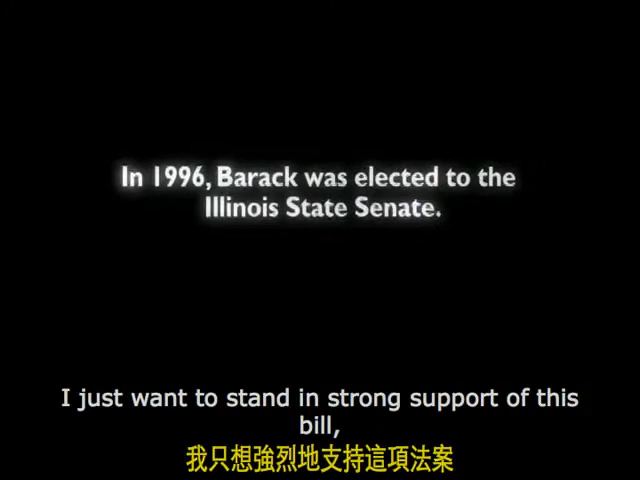 In 1996, Barack was elected to the
Illinois State Senate.
I just want to stand in strong support of this
bill,
我只想強烈地支持這項法案